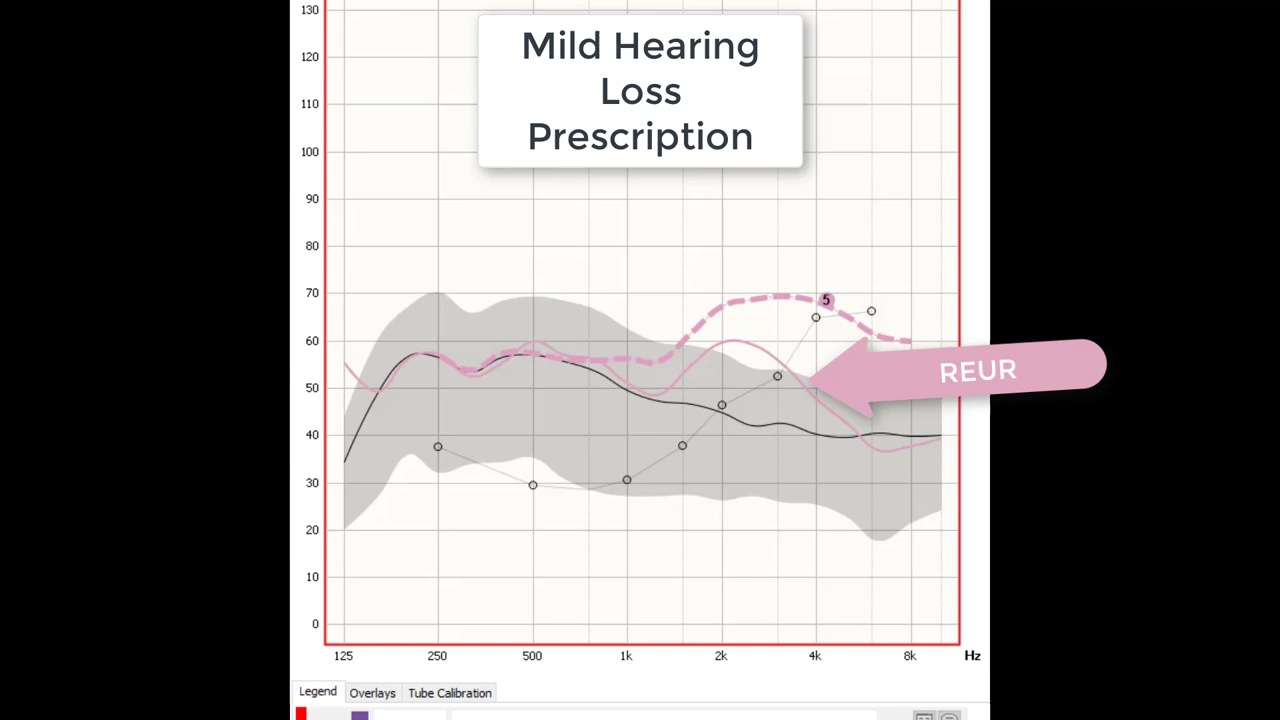 130
Mild Hearing
Loss
Prescription
120
110
100
90
80
70
5
60
REUR
50
40
30
20
10
0
125 250 500 1k 2k 4k 8k Hz
Legend Overlays Tube Calibration